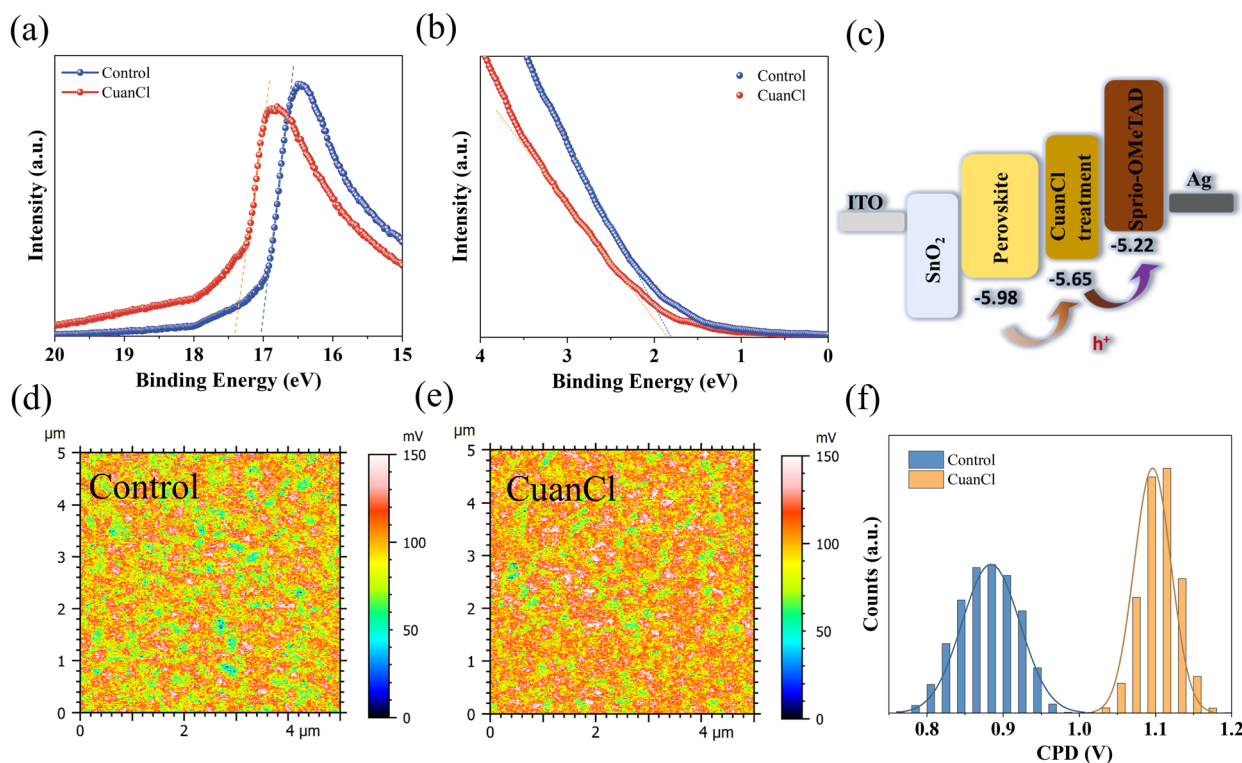 (a)
Control
CuanCl
Intensity (a.u.)
20 19 18 17 16 15
Binding Energy (eV)
(b)
Control
CuanCl
Intensity (a.u.)
4 3 2 1 0
Binding Energy (eV)
(c)
ITO
SnO₂
Perovskite
CuanCl
treatment
Sprio-OMeTAD
Ag
-5.98
-5.65
-5.22
h⁺
(d)
µm
5
4
3
2
1
0
0 2 4 µm
Control
mV
150
100
50
0
(e)
µm
5
4
3
2
1
0
0 2 4 µm
CuanCl
mV
150
100
50
0
(f)
Control
CuanCl
Counts (a.u.)
0.8 0.9 1.0 1.1 1.2
CPD (V)